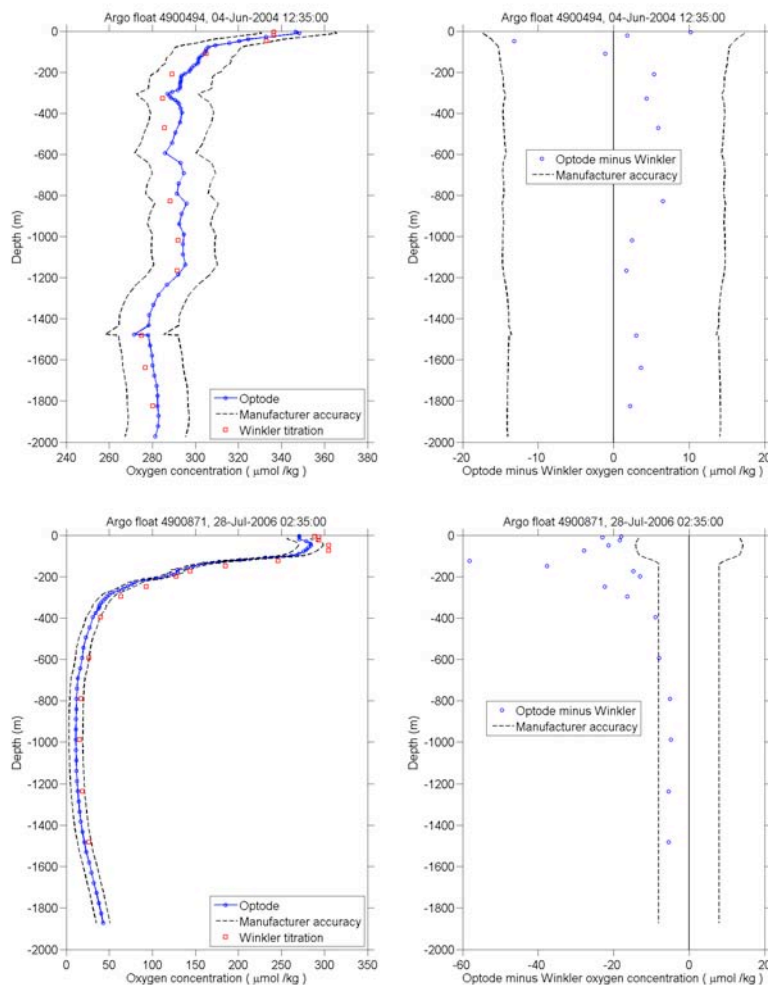 Argo float 4900494, 04-Jun-2004 12:35:00
0
-200
-400
-600
-800
-1000
-1200
-1400
-1600
-1800
-2000
Depth (m)
Optode
Manufacturer accuracy
Winkler titration
240 260 280 300 320 340 360 380
Oxygen concentration ( μmol /kg )
Argo float 4900494, 04-Jun-2004 12:35:00
0
-200
-400
-600
-800
-1000
-1200
-1400
-1600
-1800
-2000
Depth (m)
Optode minus Winkler
Manufacturer accuracy
-20 -10 0 10 20
Optode minus Winkler oxygen concentration ( μmol /kg )
Argo float 4900871, 28-Jul-2006 02:35:00
0
-200
-400
-600
-800
-1000
-1200
-1400
-1600
-1800
-2000
Depth (m)
Optode
Manufacturer accuracy
Winkler titration
0 50 100 150 200 250 300 350
Oxygen concentration ( μmol /kg )
Argo float 4900871, 28-Jul-2006 02:35:00
0
-200
-400
-600
-800
-1000
-1200
-1400
-1600
-1800
-2000
Depth (m)
Optode minus Winkler
Manufacturer accuracy
-60 -40 -20 0 20
Optode minus Winkler oxygen concentration ( μmol /kg )